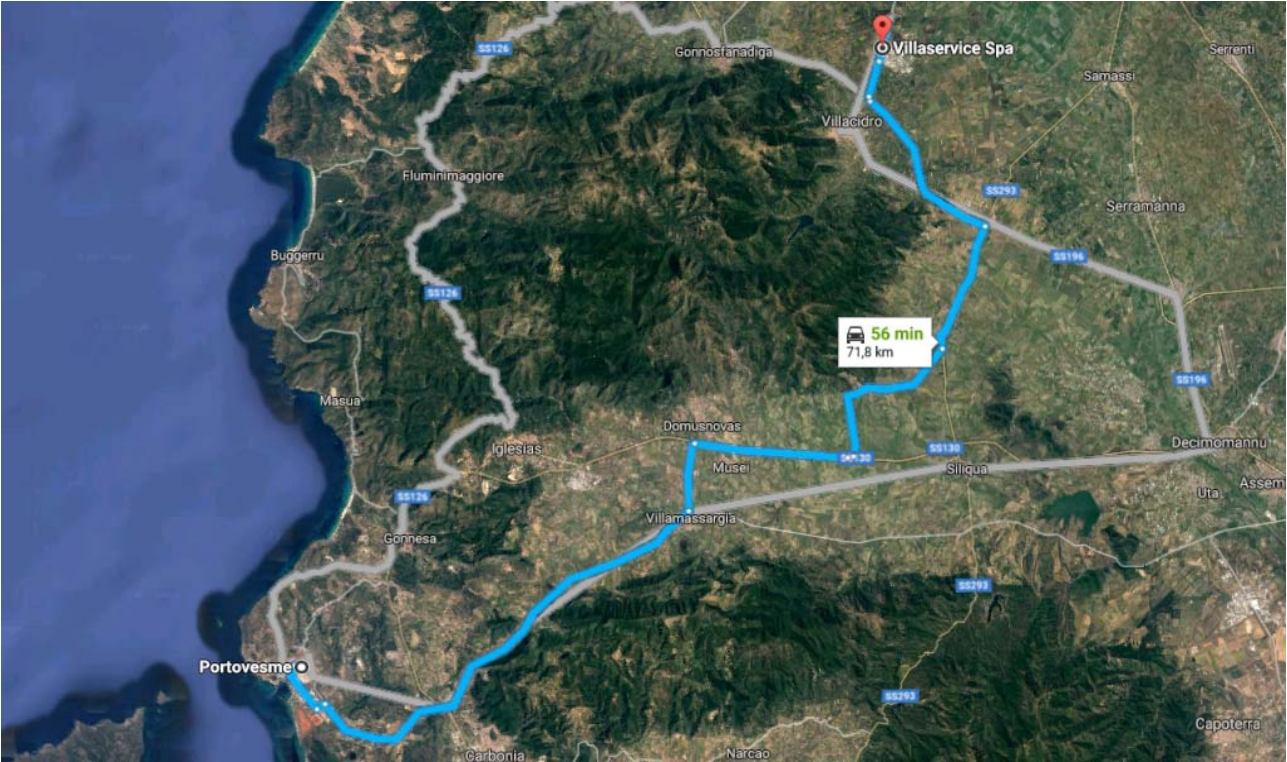 SS126
Gonnosfanadiga
Villaservice Spa
Serrenti
Samassi
Villacidro
Fluminimaggiore
SS293
Serramanna
Buggerru
SS196
SS126
56 min
71,8 km
SS196
Masua
Domusnovas
Iglesias
Musei
SS130
Decimomannu
Siliqua
Assem
Uta
SS126
Villamassargia
Gonnesa
SS293
Portovesme
SS293
Capoterra
Carbonia
Narcao